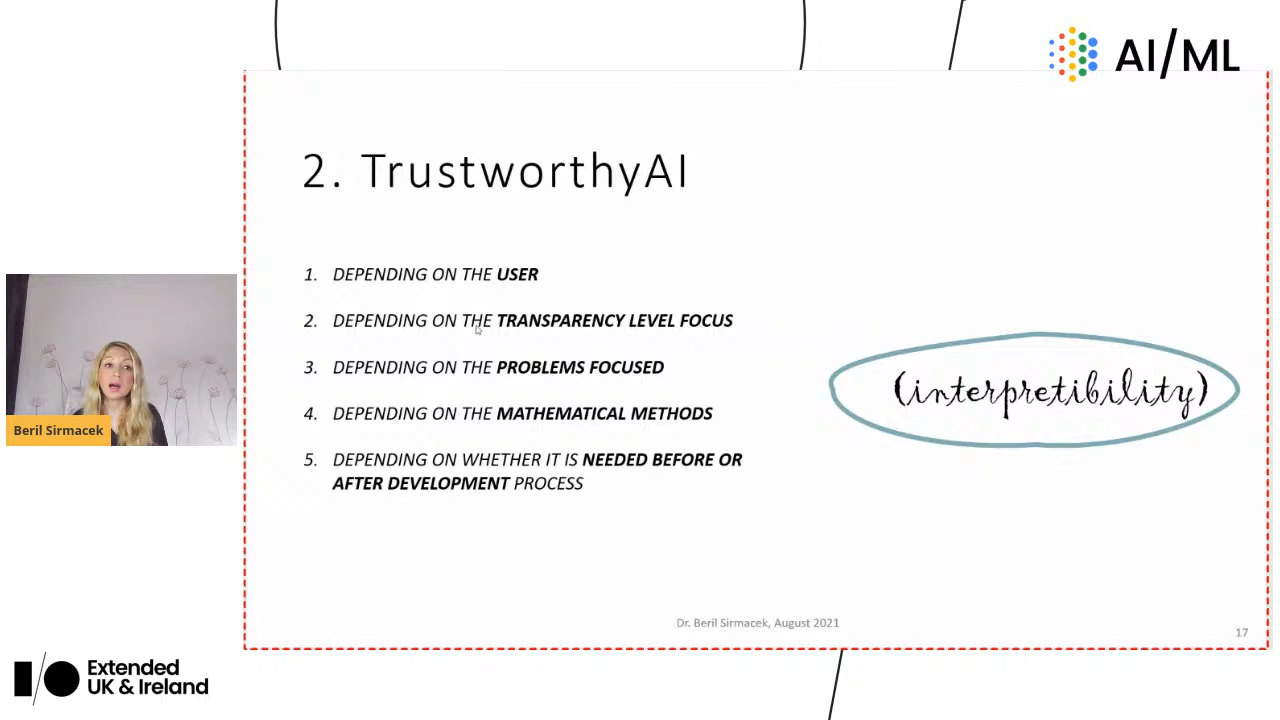 AI/ML
2. TrustworthyAI
1. DEPENDING ON THE USER
2. DEPENDING ON THE TRANSPARENCY LEVEL FOCUS
3. DEPENDING ON THE PROBLEMS FOCUSED
4. DEPENDING ON THE MATHEMATICAL METHODS
5. DEPENDING ON WHETHER IT IS NEEDED BEFORE OR
AFTER DEVELOPMENT PROCESS
(interpretibility)
Beril Sirmacek
Dr. Beril Sirmacek, August 2021
17
I/O Extended
UK & Ireland